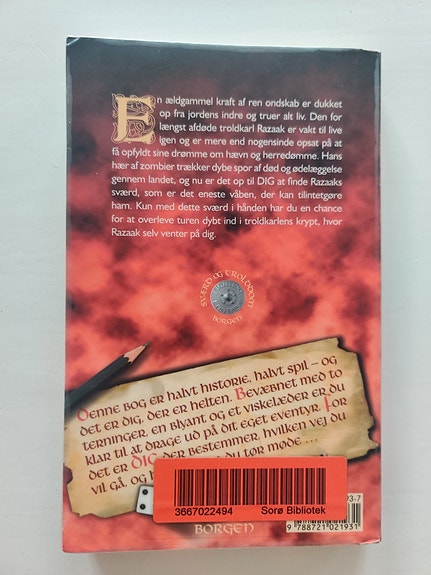 En ældgammel kraft af ren ondskab er dukket
op fra jordens indre og truer alt liv. Den for
længst afdøde troldkarl Razaak er vakt til live
igen og er mere end nogensinde opsat på at
få opfyldt sine drømme om hævn og herredømme. Hans
hær af zombier trækker dybe spor af død og ødelæggelse
gennem landet, og nu er det op til DIG at finde Razaaks
sværd, som er det eneste våben, der kan tilintetgøre
ham. Kun med dette sværd i hånden har du en chance
for at overleve turen dybt ind i troldkarlens krypt, hvor
Razaak selv venter på dig.
SVÆRD OG TROLDDOM
BORGEN
Denne bog er halvt historie, halvt spil – og
det er dig, der er helten. Bevæbnet med to
terninger, en blyant og et viskelæder er du
klar til at drage ud på dit eget eventyr. For
det er DIG, der bestemmer, hvilken vej du
vil gå, og du tør møde ...
93-7
3667022494 Sorø Bibliotek
BORGEN
9 788721 021931